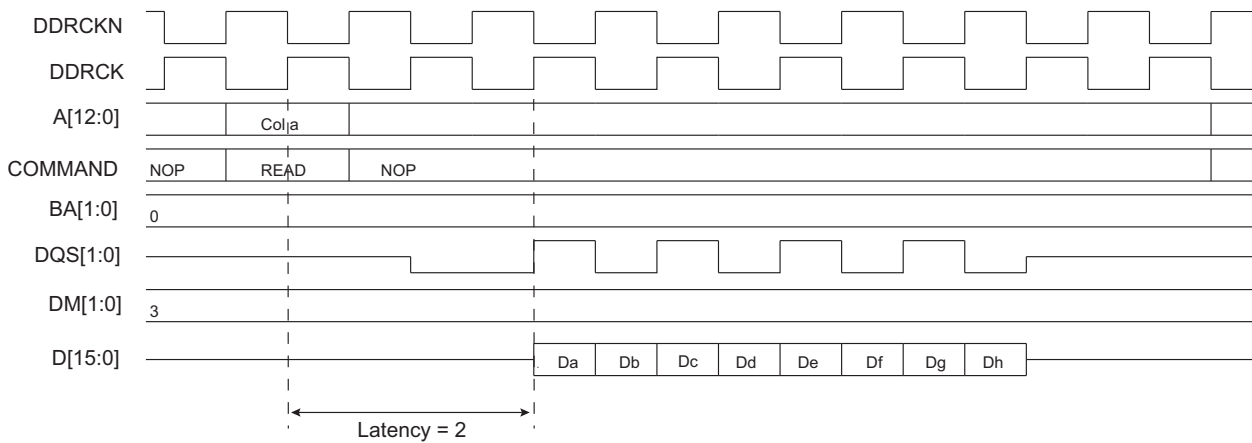 DDRCKN
DDRCK
A[12:0] Col a
COMMAND NOP READ NOP
BA[1:0] 0
DQS[1:0]
DM[1:0] 3
D[15:0] Da Db Dc Dd De Df Dg Dh
Latency = 2